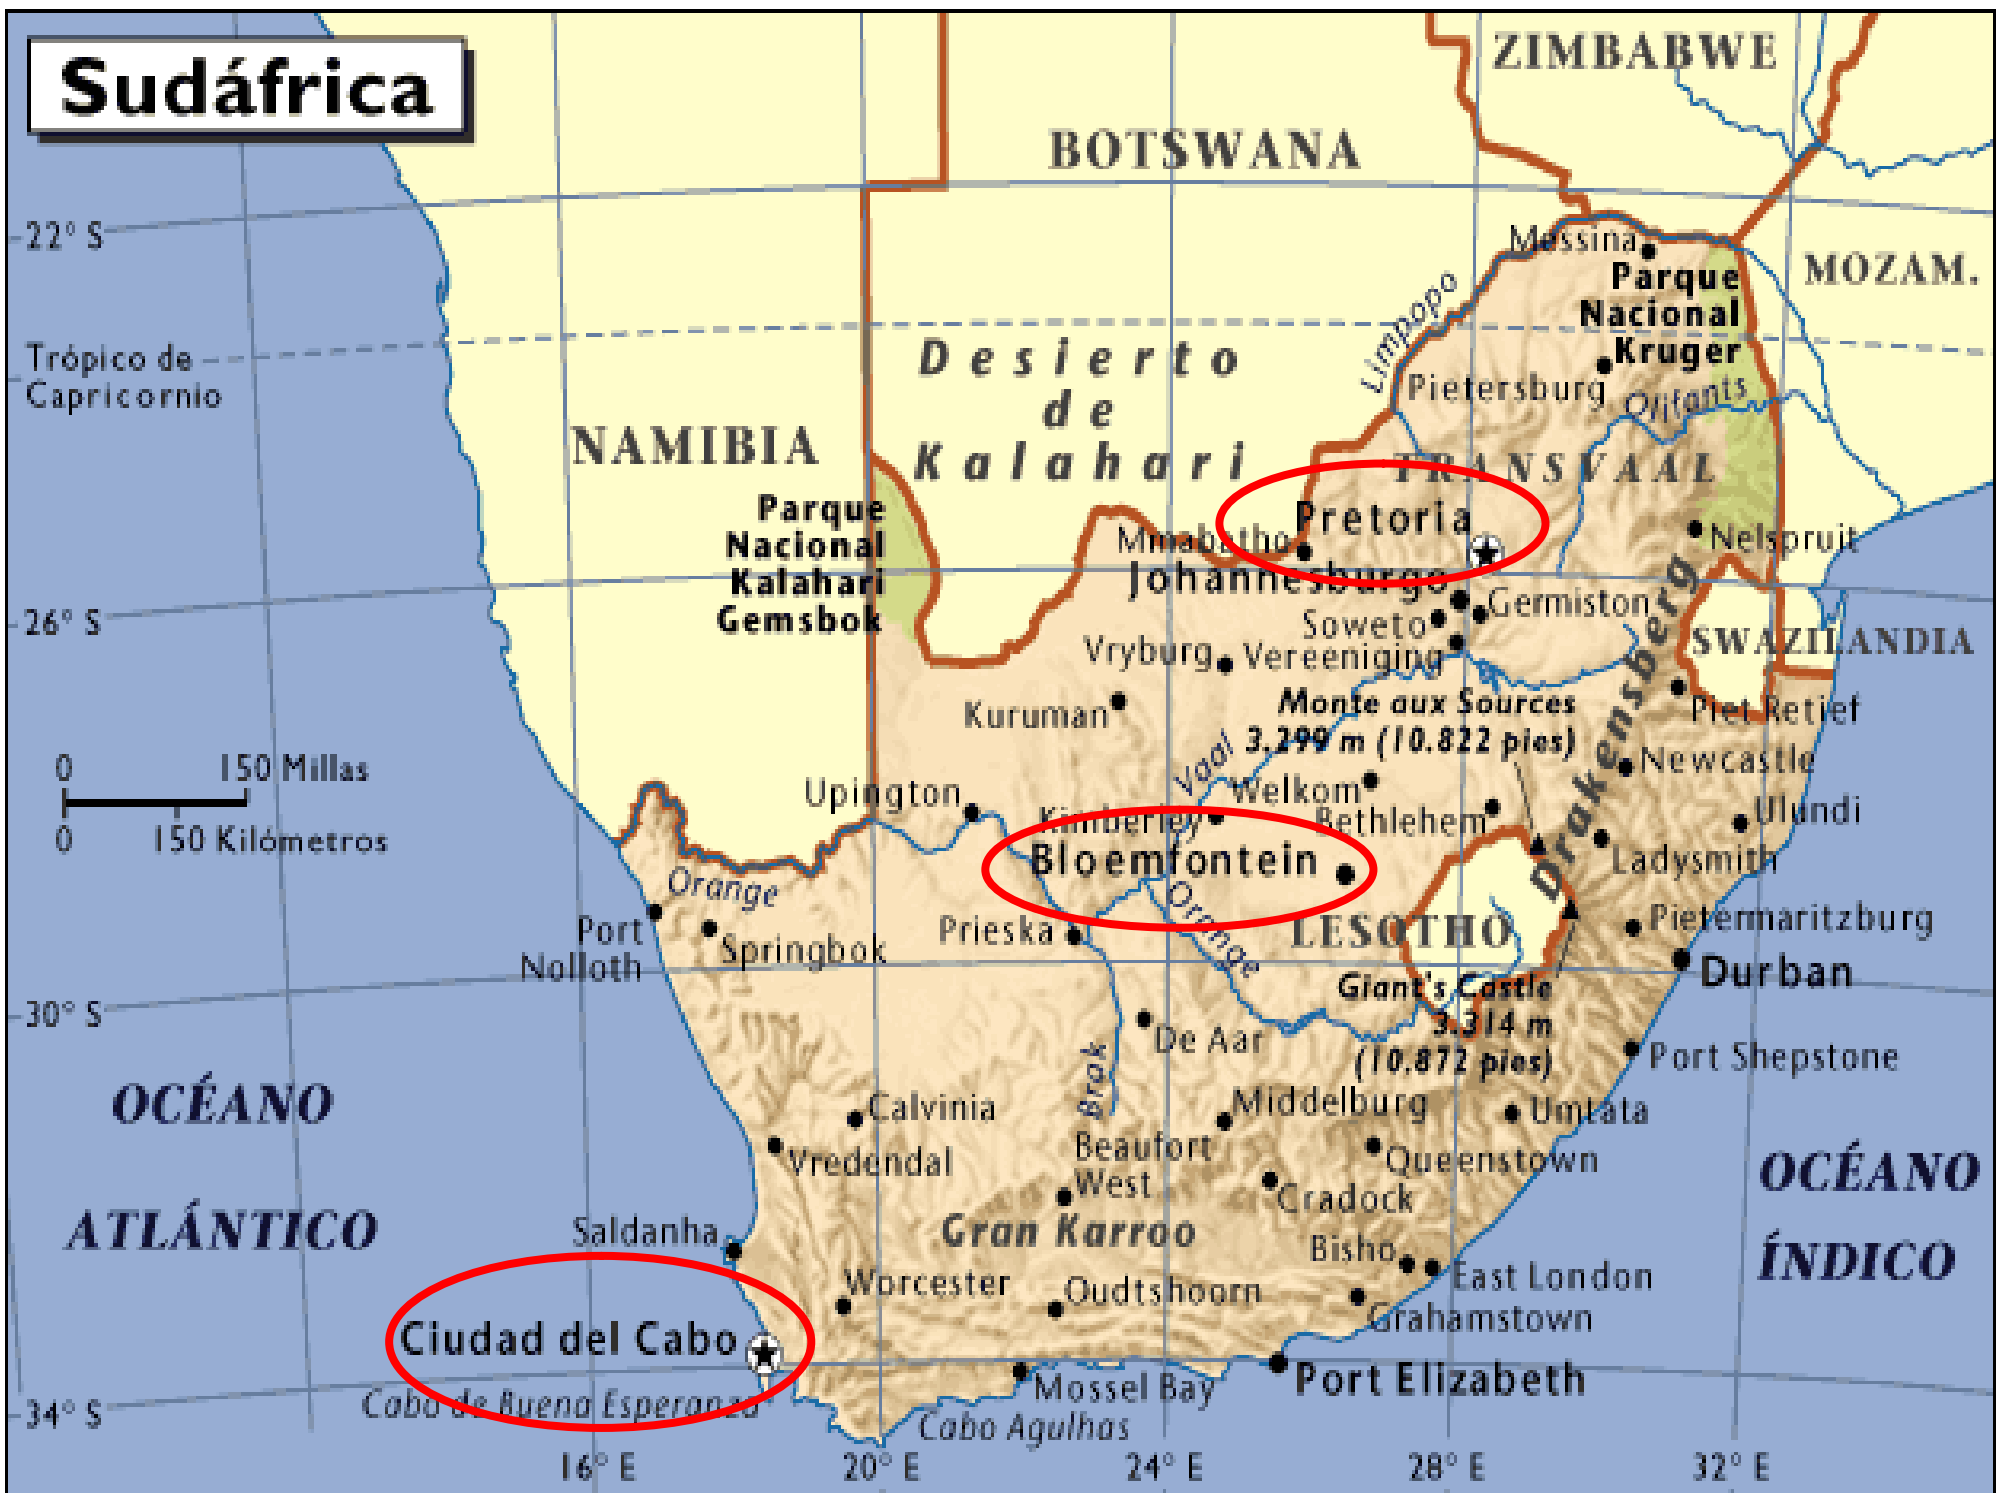 Sudáfrica
ZIMBABWE
BOTSWANA
22° S
Messina
Parque
Nacional
Kruger
MOZAM.
Limpopo
Trópico de
Capricornio
Desierto
de
Kalahari
Pietersburg
Olifants
NAMIBIA
TRANSVAAL
Parque
Nacional
Kalahari
Gemsbok
Pretoria
Mmabatho
Nelspruit
Johannesburgo
Germiston
26° S
Soweto
SWAZILANDIA
Vryburg
Vereeniging
Drakensberg
Kuruman
Monte aux Sources
3.299 m (10.822 pies)
Piet Retief
Newcastle
Vaal
0 150 Millas
0 150 Kilómetros
Upington
Welkom
Kimberley
Bethlehem
Ulundi
Bloemfontein
Ladysmith
Orange
Orange
Port
Nolloth
Springbok
Prieska
LESOTHO
Pietermaritzburg
Durban
Giant's Castle
3.314 m
(10.872 pies)
30° S
De Aar
Brak
Port Shepstone
OCÉANO
ATLÁNTICO
Calvinia
Middelburg
Umtata
Vredendal
Beaufort
West
Queenstown
Cradock
OCÉANO
ÍNDICO
Saldanha
Gran Karroo
Bisho
East London
Worcester
Oudtshoorn
Grahamstown
Ciudad del Cabo
Mossel Bay
Port Elizabeth
Cabo de Buena Esperanza
Cabo Agulhas
34° S
16° E
20° E
24° E
28° E
32° E